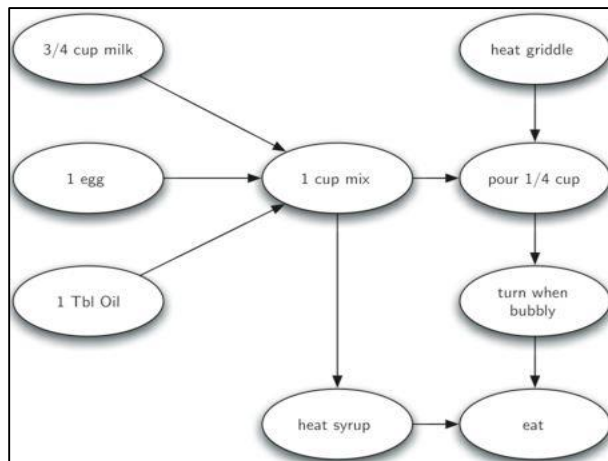 3/4 cup milk
heat griddle
1 egg
1 cup mix
pour 1/4 cup
1 Tbl Oil
turn when
bubbly
heat syrup
eat